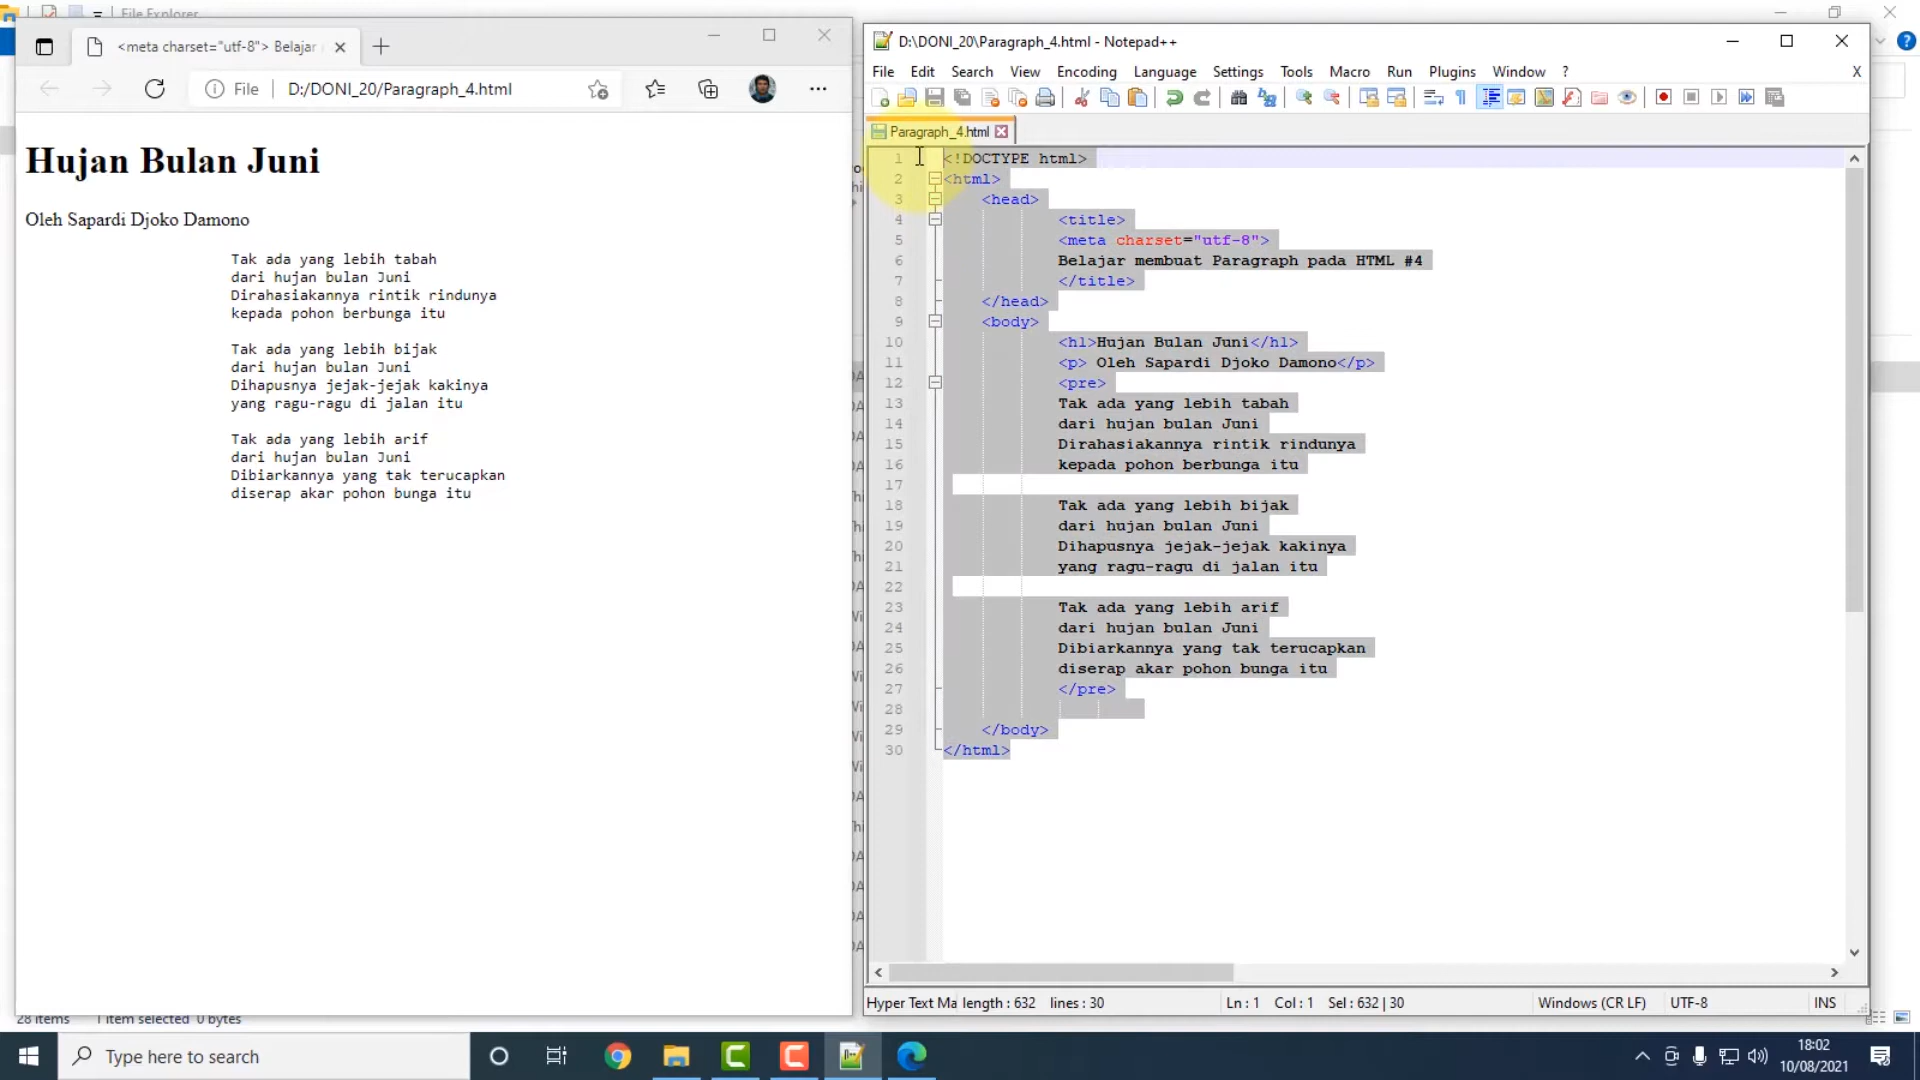 File Explorer
<meta charset="utf-8"> Belajar
File
D:/DONI_20/Paragraph_4.html
Hujan Bulan Juni
Oleh Sapardi Djoko Damono
Tak ada yang lebih tabah
dari hujan bulan Juni
Dirahasiakannya rintik rindunya
kepada pohon berbunga itu
Tak ada yang lebih bijak
dari hujan bulan Juni
Dihapusnya jejak-jejak kakinya
yang ragu-ragu di jalan itu
Tak ada yang lebih arif
dari hujan bulan Juni
Dibiarkannya yang tak terucapkan
diserap akar pohon bunga itu
28 items 1 item selected 0 bytes
D:\DONI_20\Paragraph_4.html - Notepad++
File Edit Search View Encoding Language Settings Tools Macro Run Plugins Window ? X
Paragraph_4.html
1 <!DOCTYPE html>
2 <html>
3 <head>
4 <title>
5 <meta charset="utf-8">
6 Belajar membuat Paragraph pada HTML #4
7 </title>
8 </head>
9 <body>
10 <h1>Hujan Bulan Juni</h1>
11 <p> Oleh Sapardi Djoko Damono</p>
12 <pre>
13 Tak ada yang lebih tabah
14 dari hujan bulan Juni
15 Dirahasiakannya rintik rindunya
16 kepada pohon berbunga itu
17
18 Tak ada yang lebih bijak
19 dari hujan bulan Juni
20 Dihapusnya jejak-jejak kakinya
21 yang ragu-ragu di jalan itu
22
23 Tak ada yang lebih arif
24 dari hujan bulan Juni
25 Dibiarkannya yang tak terucapkan
26 diserap akar pohon bunga itu
27 </pre>
28
29 </body>
30 </html>
Hyper Text Ma length : 632 lines : 30 Ln : 1 Col : 1 Sel : 632 | 30 Windows (CR LF) UTF-8 INS
Type here to search
18:02
10/08/2021